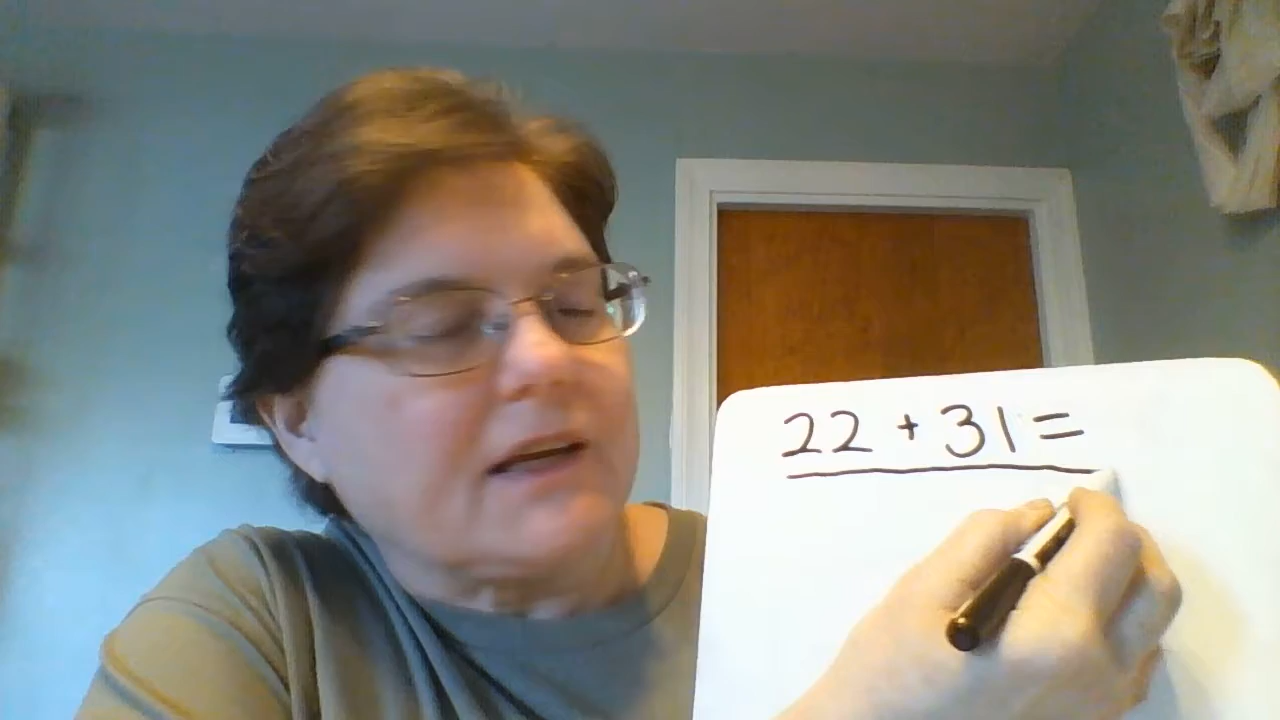 22 + 31 =